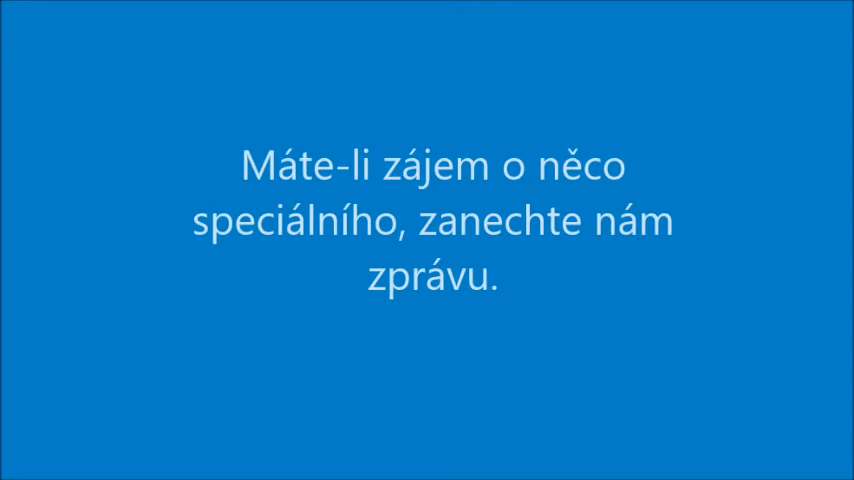 Máte-li zájem o něco
speciálního, zanechte nám
zprávu.